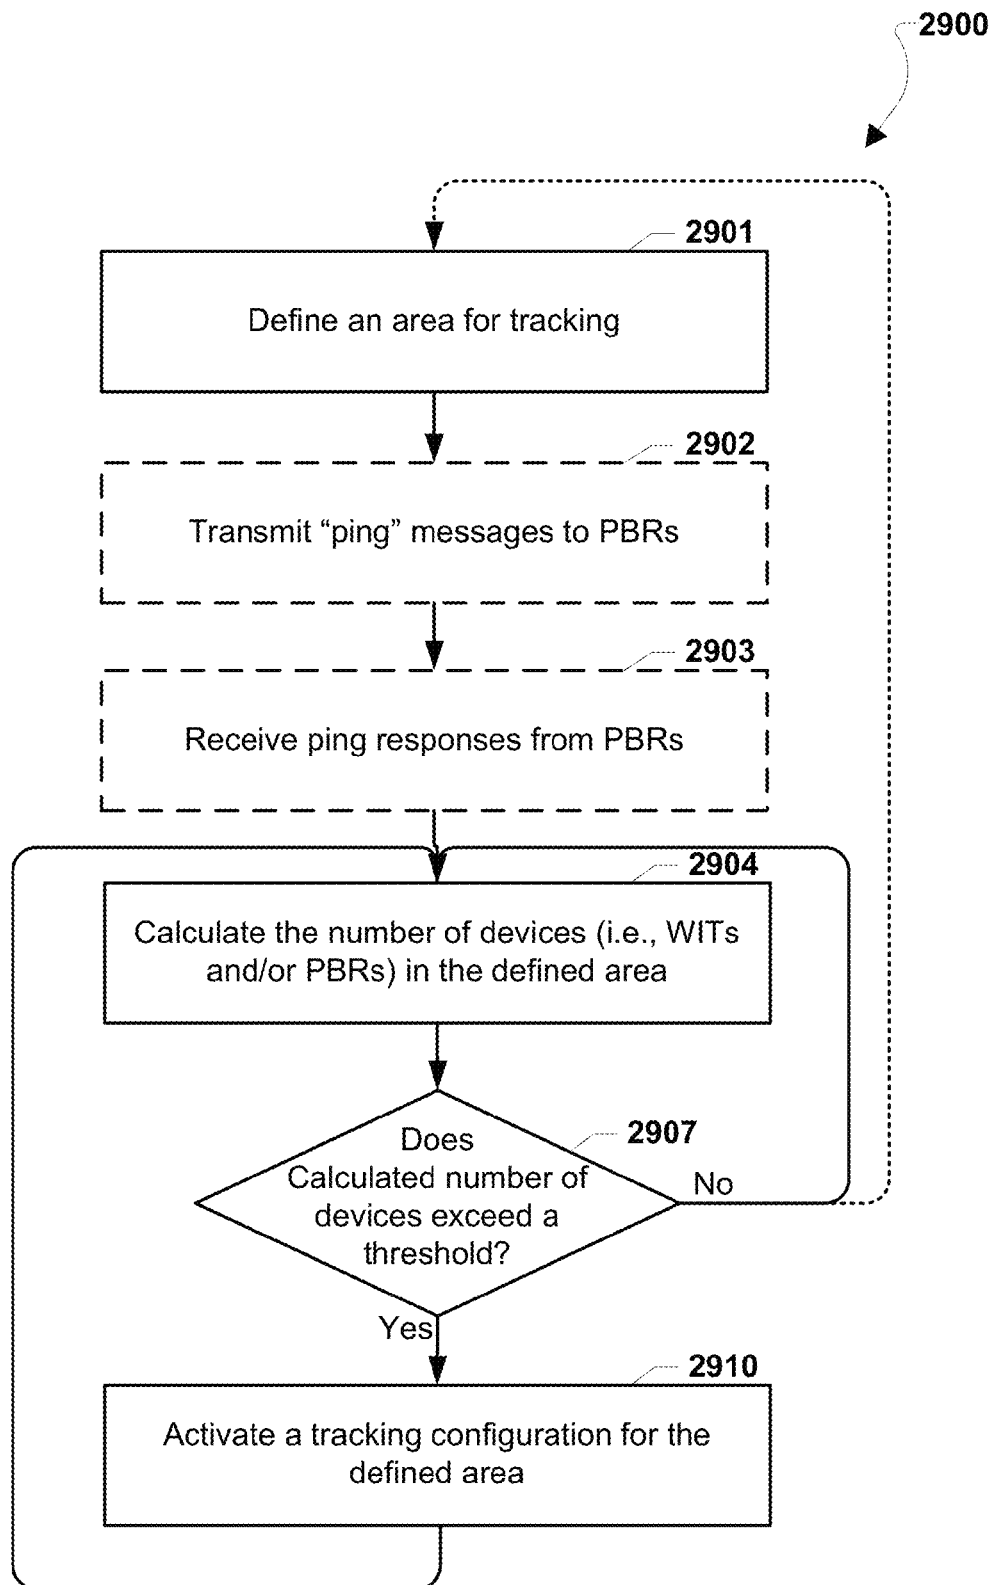 2900
2901
Define an area for tracking
2902
Transmit “ping” messages to PBRs
2903
Receive ping responses from PBRs
2904
Calculate the number of devices (i.e., WITs
and/or PBRs) in the defined area
2907
Does
Calculated number of
devices exceed a
threshold?
No
Yes
2910
Activate a tracking configuration for the
defined area